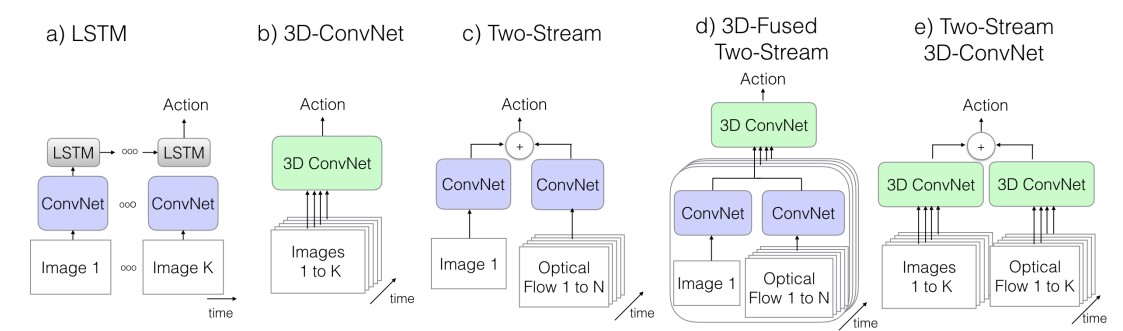 a) LSTM
Action
LSTM
ooo
LSTM
ConvNet
ooo
ConvNet
Image 1
ooo
Image K
time
b) 3D-ConvNet
Action
3D ConvNet
Images
1 to K
time
c) Two-Stream
Action
+
ConvNet
ConvNet
Image 1
Optical
Flow 1 to N
time
d) 3D-Fused
Two-Stream
Action
3D ConvNet
ConvNet
ConvNet
Image 1
Optical
Flow 1 to N
time
e) Two-Stream
3D-ConvNet
Action
+
3D ConvNet
3D ConvNet
Images
1 to K
Optical
Flow 1 to K
time